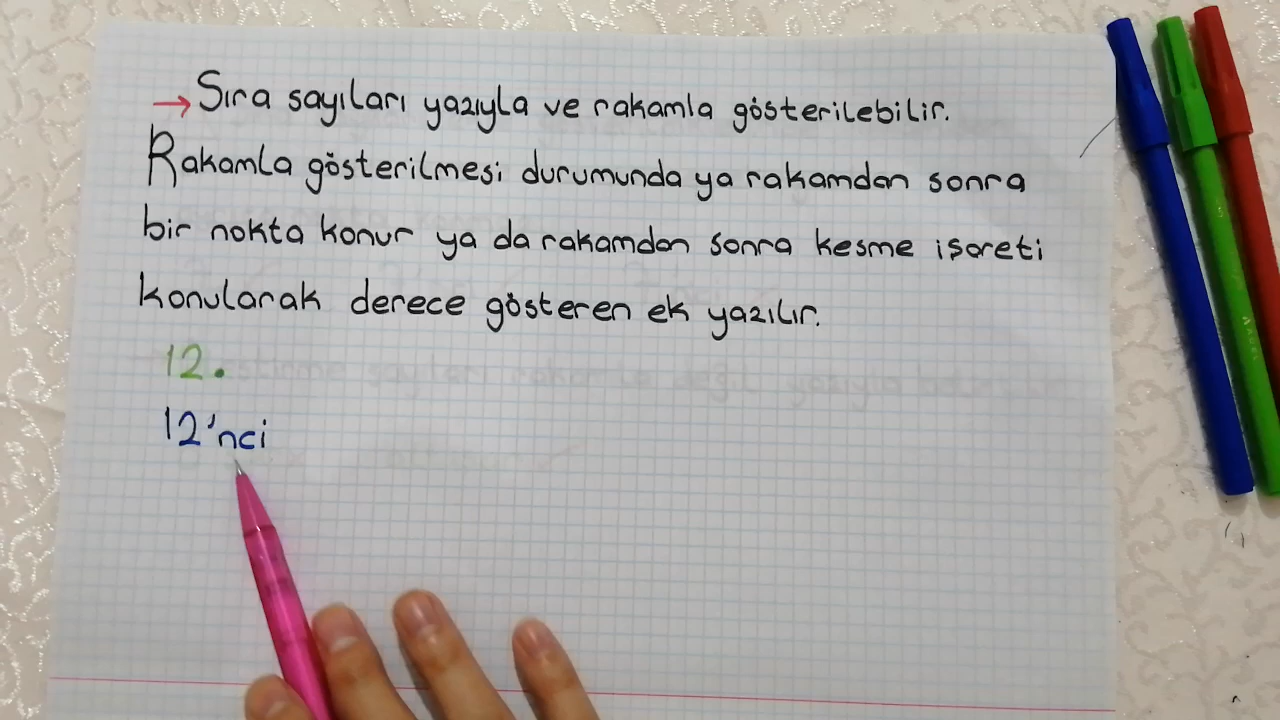 → Sıra sayıları yazıyla ve rakamla gösterilebilir.
Rakamla gösterilmesi durumunda ya rakamdan sonra
bir nokta konur ya da rakamdan sonra kesme işareti
konularak derece gösteren ek yazılır.
12.
12'nci